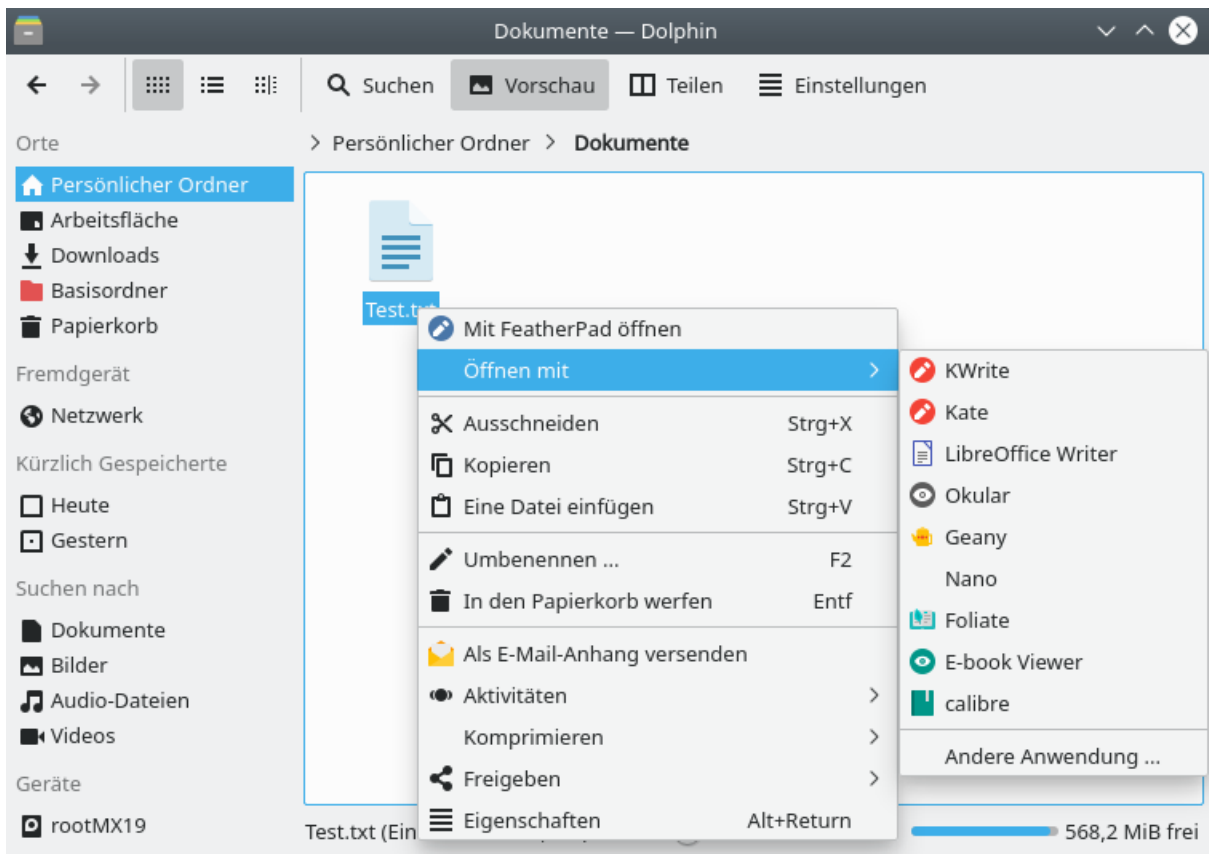 Dokumente — Dolphin
Suchen Vorschau Teilen Einstellungen
Orte
Persönlicher Ordner
Arbeitsfläche
Downloads
Basisordner
Papierkorb
Fremdgerät
Netzwerk
Kürzlich Gespeicherte
Heute
Gestern
Suchen nach
Dokumente
Bilder
Audio-Dateien
Videos
Geräte
rootMX19
> Persönlicher Ordner > Dokumente
Test.txt
Mit FeatherPad öffnen
Öffnen mit
Ausschneiden Strg+X
Kopieren Strg+C
Eine Datei einfügen Strg+V
Umbenennen ... F2
In den Papierkorb werfen Entf
Als E-Mail-Anhang versenden
Aktivitäten
Komprimieren
Freigeben
Eigenschaften Alt+Return
KWrite
Kate
LibreOffice Writer
Okular
Geany
Nano
Foliate
E-book Viewer
calibre
Andere Anwendung ...
Test.txt (Ein
568,2 MiB frei